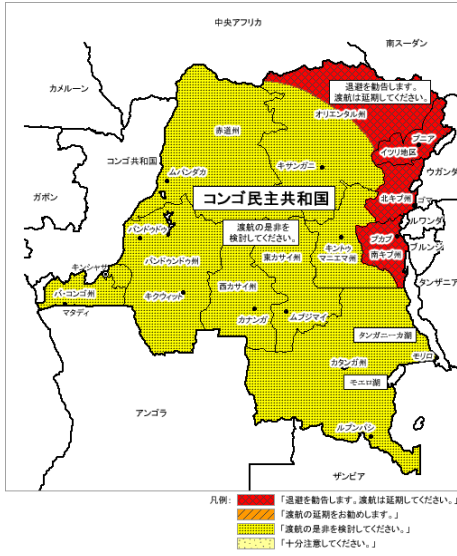 中央アフリカ
南スーダン
カメルーン
退避を勧告します。
渡航は延期してください。
オリエンタル州
赤道州
ブニア
イツリ地区
コンゴ共和国
キサンガニ
ウガンダ
ムバンダカ
ガボン
北キブ州
ゴマ
コンゴ民主共和国
ルワンダ
バンドゥドゥ
渡航の是非を
検討してください。
ブカブ
ブルンジ
キンドゥ
南キブ州
バンドゥンドゥ州
東カサイ州
マニエマ州
キンシャサ
タンザニア
バ・コンゴ州
西カサイ州
キクウィット
マタディ
カナンガ
ムブジマイ
タンガニーカ湖
モリロ
カタンガ州
モエロ湖
アンゴラ
ルブンバシ
ザンビア
凡例:
「退避を勧告します。渡航は延期してください。」
「渡航の延期をお勧めします。」
「渡航の是非を検討してください。」
「十分注意してください。」